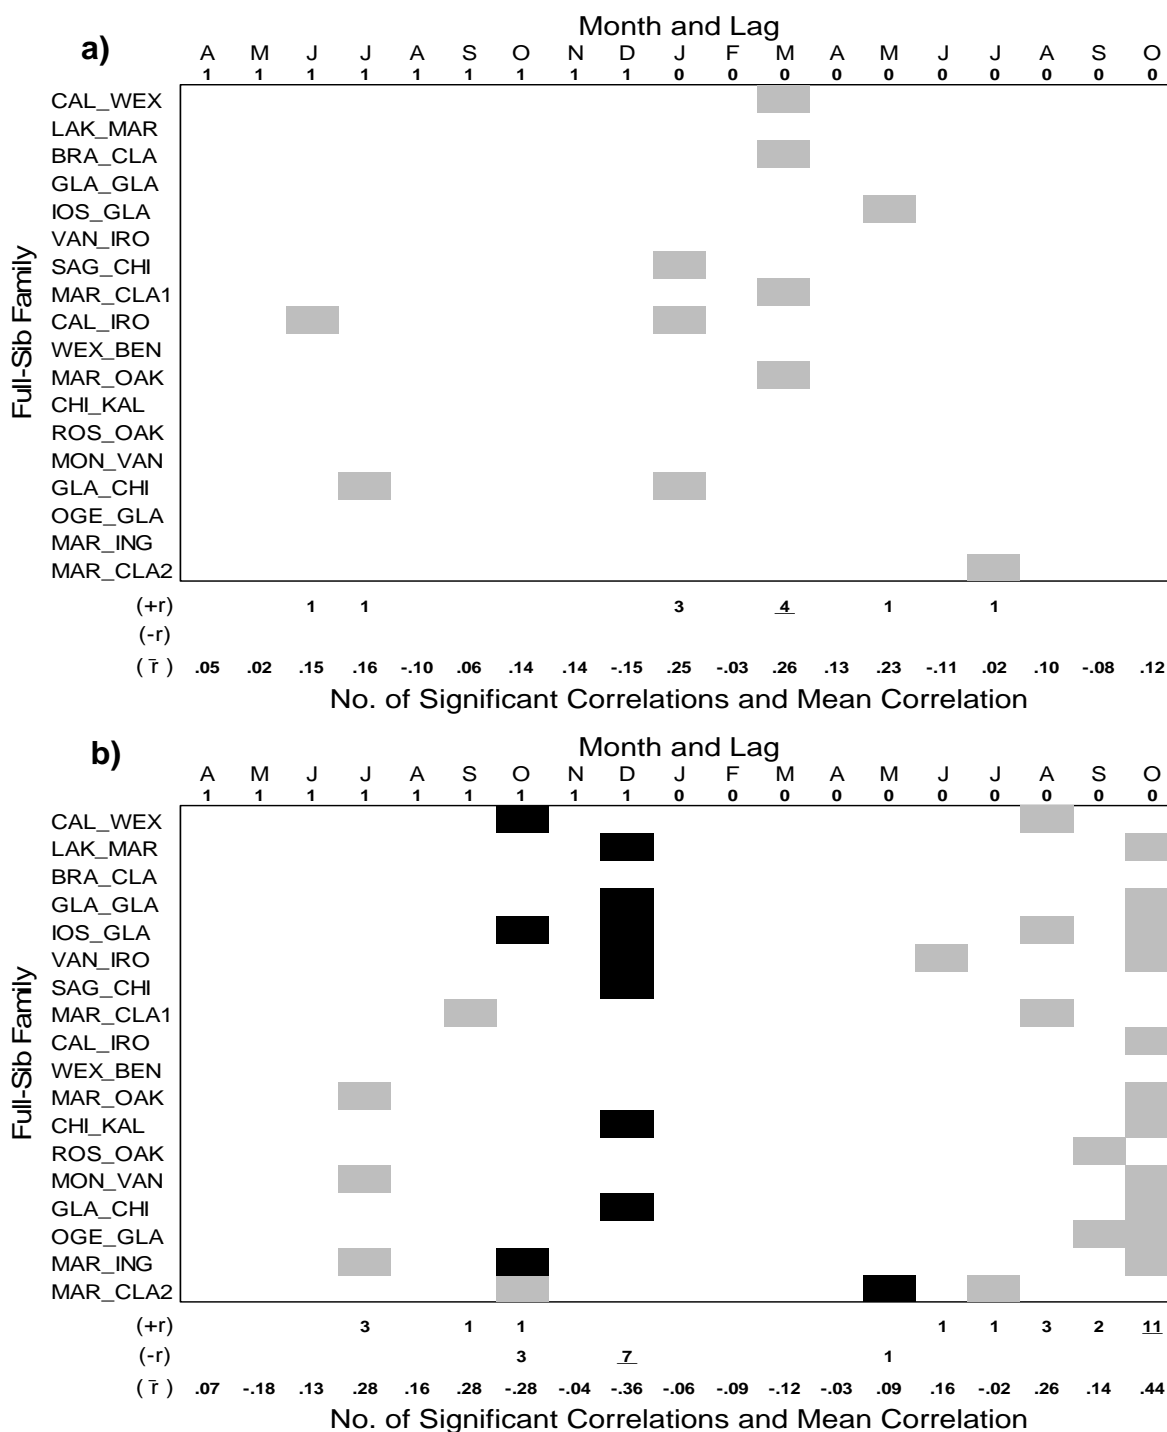 Month and Lag
a)
A M J J A S O N D J F M A M J J A S O
1 1 1 1 1 1 1 1 1 0 0 0 0 0 0 0 0 0 0
Full-Sib Family
CAL_WEX
LAK_MAR
BRA_CLA
GLA_GLA
IOS_GLA
VAN_IRO
SAG_CHI
MAR_CLA1
CAL_IRO
WEX_BEN
MAR_OAK
CHI_KAL
ROS_OAK
MON_VAN
GLA_CHI
OGE_GLA
MAR_ING
MAR_CLA2
(+r) 1 1 3 4 1 1
(-r)
(r̄) .05 .02 .15 .16 -.10 .06 .14 .14 -.15 .25 -.03 .26 .13 .23 -.11 .02 .10 -.08 .12
No. of Significant Correlations and Mean Correlation
b)
Month and Lag
A M J J A S O N D J F M A M J J A S O
1 1 1 1 1 1 1 1 1 0 0 0 0 0 0 0 0 0 0
Full-Sib Family
CAL_WEX
LAK_MAR
BRA_CLA
GLA_GLA
IOS_GLA
VAN_IRO
SAG_CHI
MAR_CLA1
CAL_IRO
WEX_BEN
MAR_OAK
CHI_KAL
ROS_OAK
MON_VAN
GLA_CHI
OGE_GLA
MAR_ING
MAR_CLA2
(+r) 3 1 1 1 1 3 2 11
(-r) 3 7 1
(r̄) .07 -.18 .13 .28 .16 .28 -.28 -.04 -.36 -.06 -.09 -.12 -.03 .09 .16 -.02 .26 .14 .44
No. of Significant Correlations and Mean Correlation